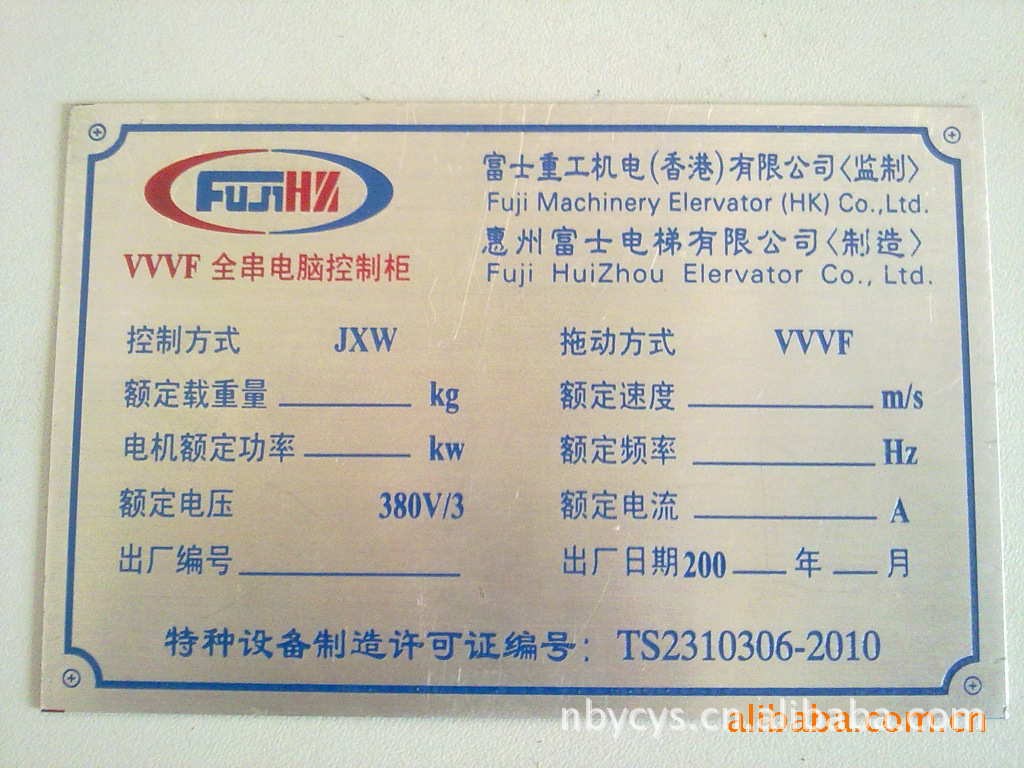 FUJIHZ
VVVF 全串电脑控制柜
富士重工机电(香港)有限公司〈监制〉
Fuji Machinery Elervator (HK) Co.,Ltd.
惠州富士电梯有限公司〈制造〉
Fuji HuiZhou Elervator Co., Ltd.
控制方式 JXW 拖动方式 VVVF
额定载重量 kg 额定速度 m/s
电机额定功率 kw 额定频率 Hz
额定电压 380V/3 额定电流 A
出厂编号 出厂日期200 年 月
特种设备制造许可证编号：TS2310306-2010
nbycys.cn.alibaba.com
alibaba.com.cn